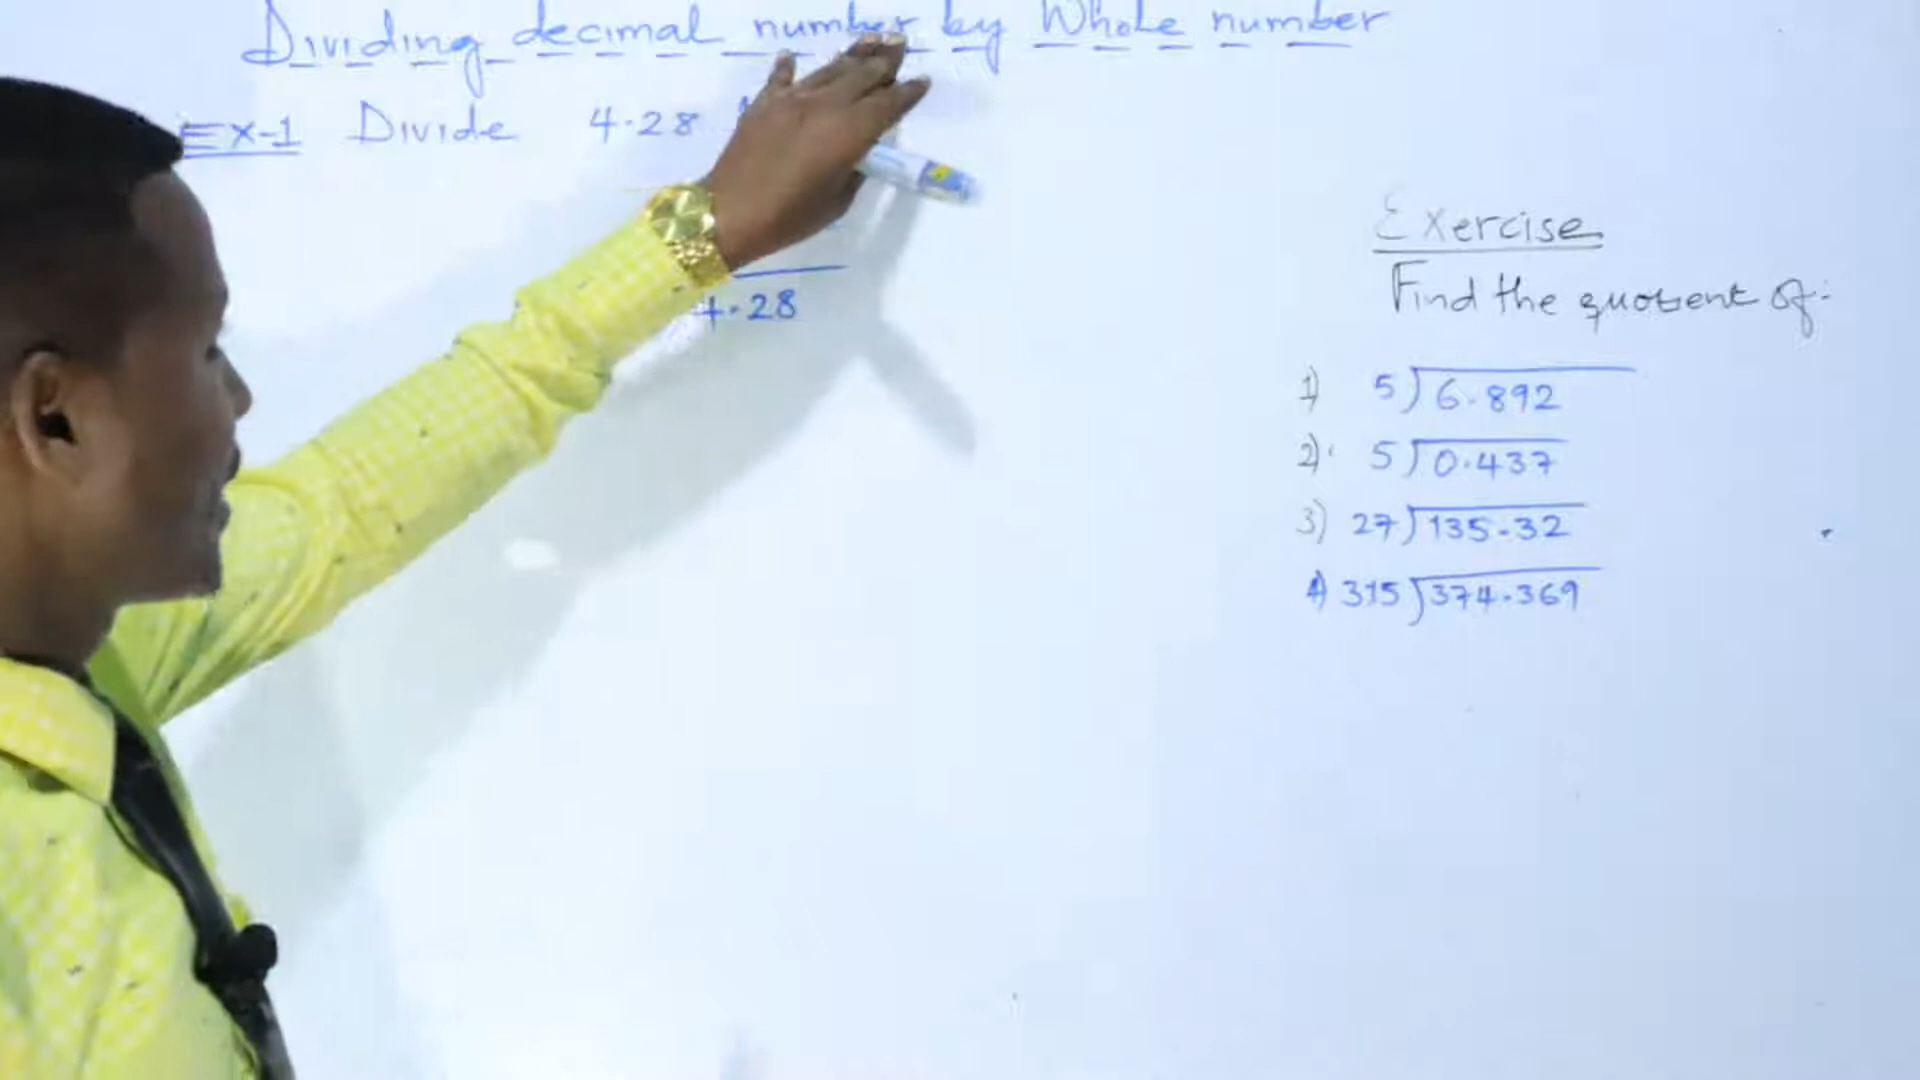 Dividing decimal number by Whole number
Ex-1 Divide 4.28
4.28
Exercise
Find the quotent of:-
1) 5)6.892
2) 5)0.437
3) 27)135.32
4) 315)374.369